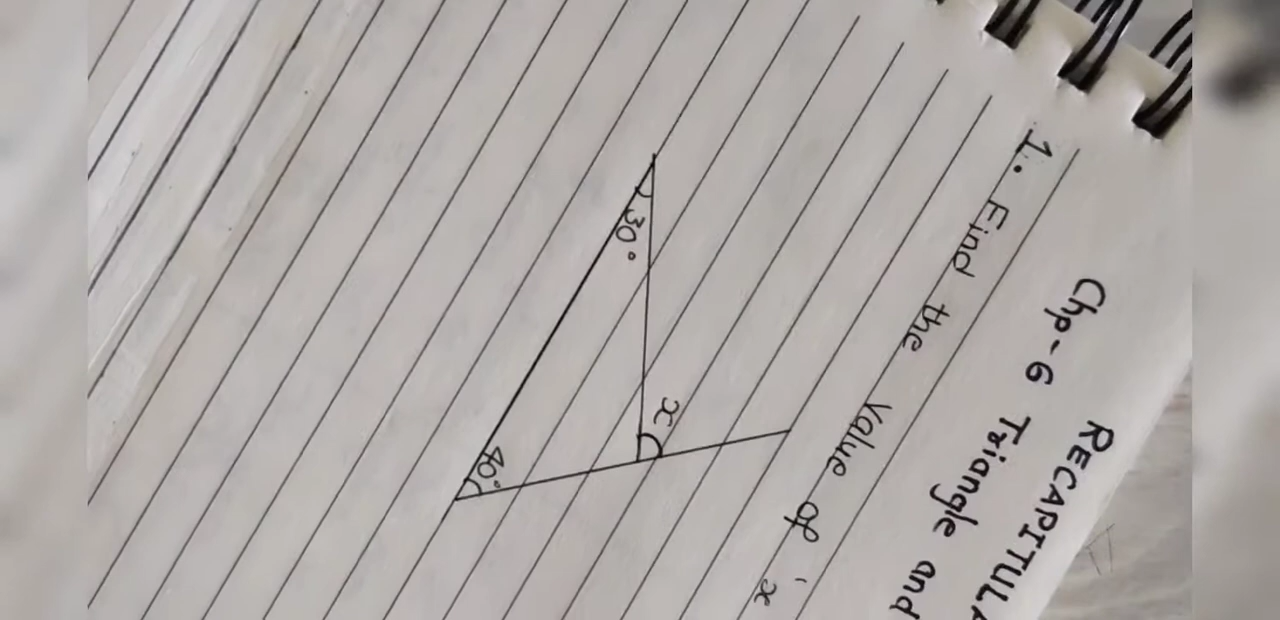 RECAPITULA
Chp-6 Triangle and
1. Find the Value of 'x
30°
x
40°